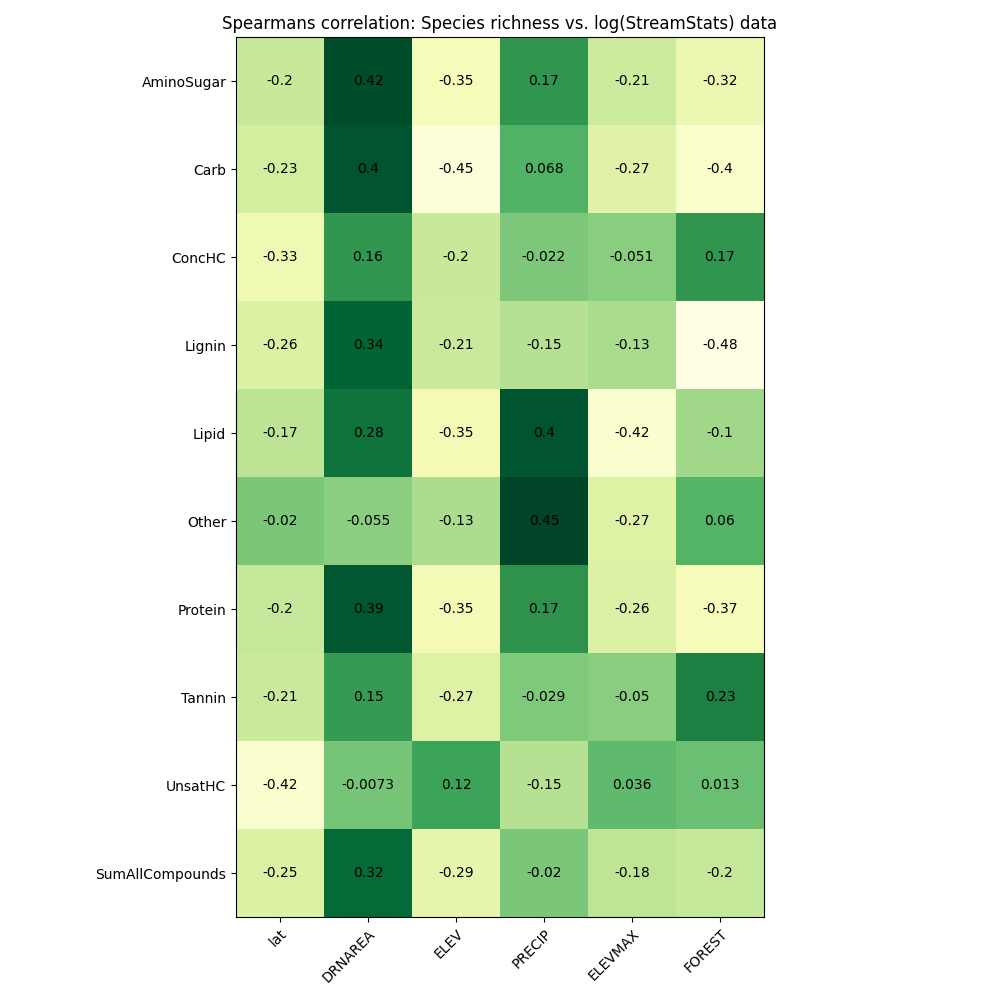 Spearmans correlation: Species richness vs. log(StreamStats) data
AminoSugar -0.2 0.42 -0.35 0.17 -0.21 -0.32
Carb -0.23 0.4 -0.45 0.068 -0.27 -0.4
ConcHC -0.33 0.16 -0.2 -0.022 -0.051 0.17
Lignin -0.26 0.34 -0.21 -0.15 -0.13 -0.48
Lipid -0.17 0.28 -0.35 0.4 -0.42 -0.1
Other -0.02 -0.055 -0.13 0.45 -0.27 0.06
Protein -0.2 0.39 -0.35 0.17 -0.26 -0.37
Tannin -0.21 0.15 -0.27 -0.029 -0.05 0.23
UnsatHC -0.42 -0.0073 0.12 -0.15 0.036 0.013
SumAllCompounds -0.25 0.32 -0.29 -0.02 -0.18 -0.2
lat DRNAREA ELEV PRECIP ELEVMAX FOREST